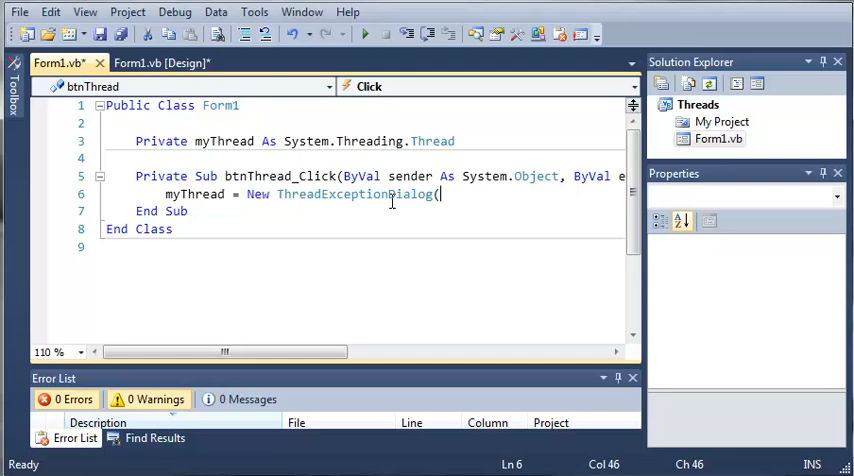 File Edit View Project Debug Data Tools Window Help
Form1.vb* Form1.vb [Design]*
Toolbox
btnThread Click
1 Public Class Form1
2
3 Private myThread As System.Threading.Thread
4
5 Private Sub btnThread_Click(ByVal sender As System.Object, ByVal e
6 myThread = New ThreadExceptionDialog(
7 End Sub
8 End Class
9
110 %
Solution Explorer
Threads
My Project
Form1.vb
Properties
Error List
0 Errors 0 Warnings 0 Messages
Description File Line Column Project
Error List Find Results
Ready Ln 6 Col 46 Ch 46 INS